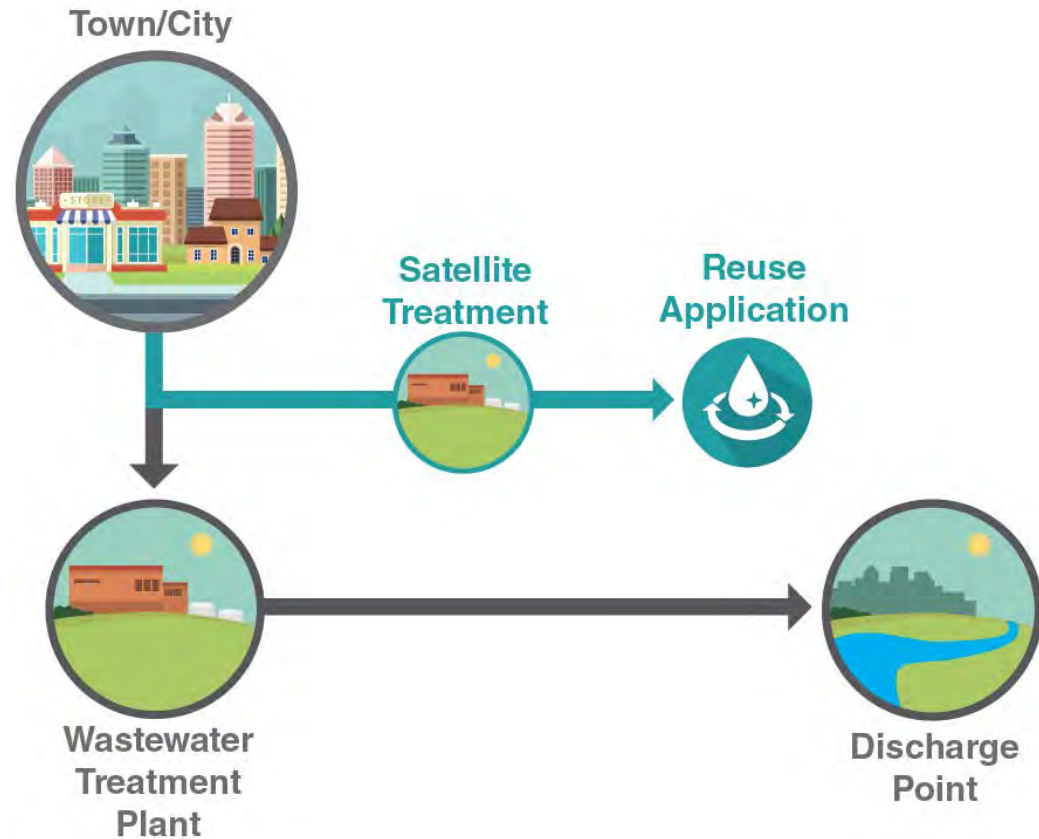 Town/City
STORE
Satellite
Treatment
Reuse
Application
Wastewater
Treatment
Plant
Discharge
Point